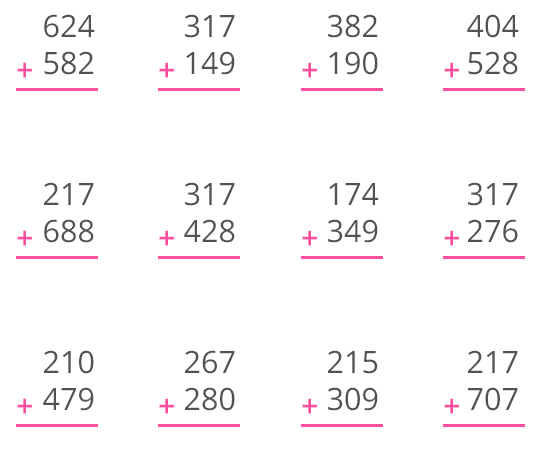 624 317 382 404
+ 582 + 149 + 190 + 528
217 317 174 317
+ 688 + 428 + 349 + 276
210 267 215 217
+ 479 + 280 + 309 + 707